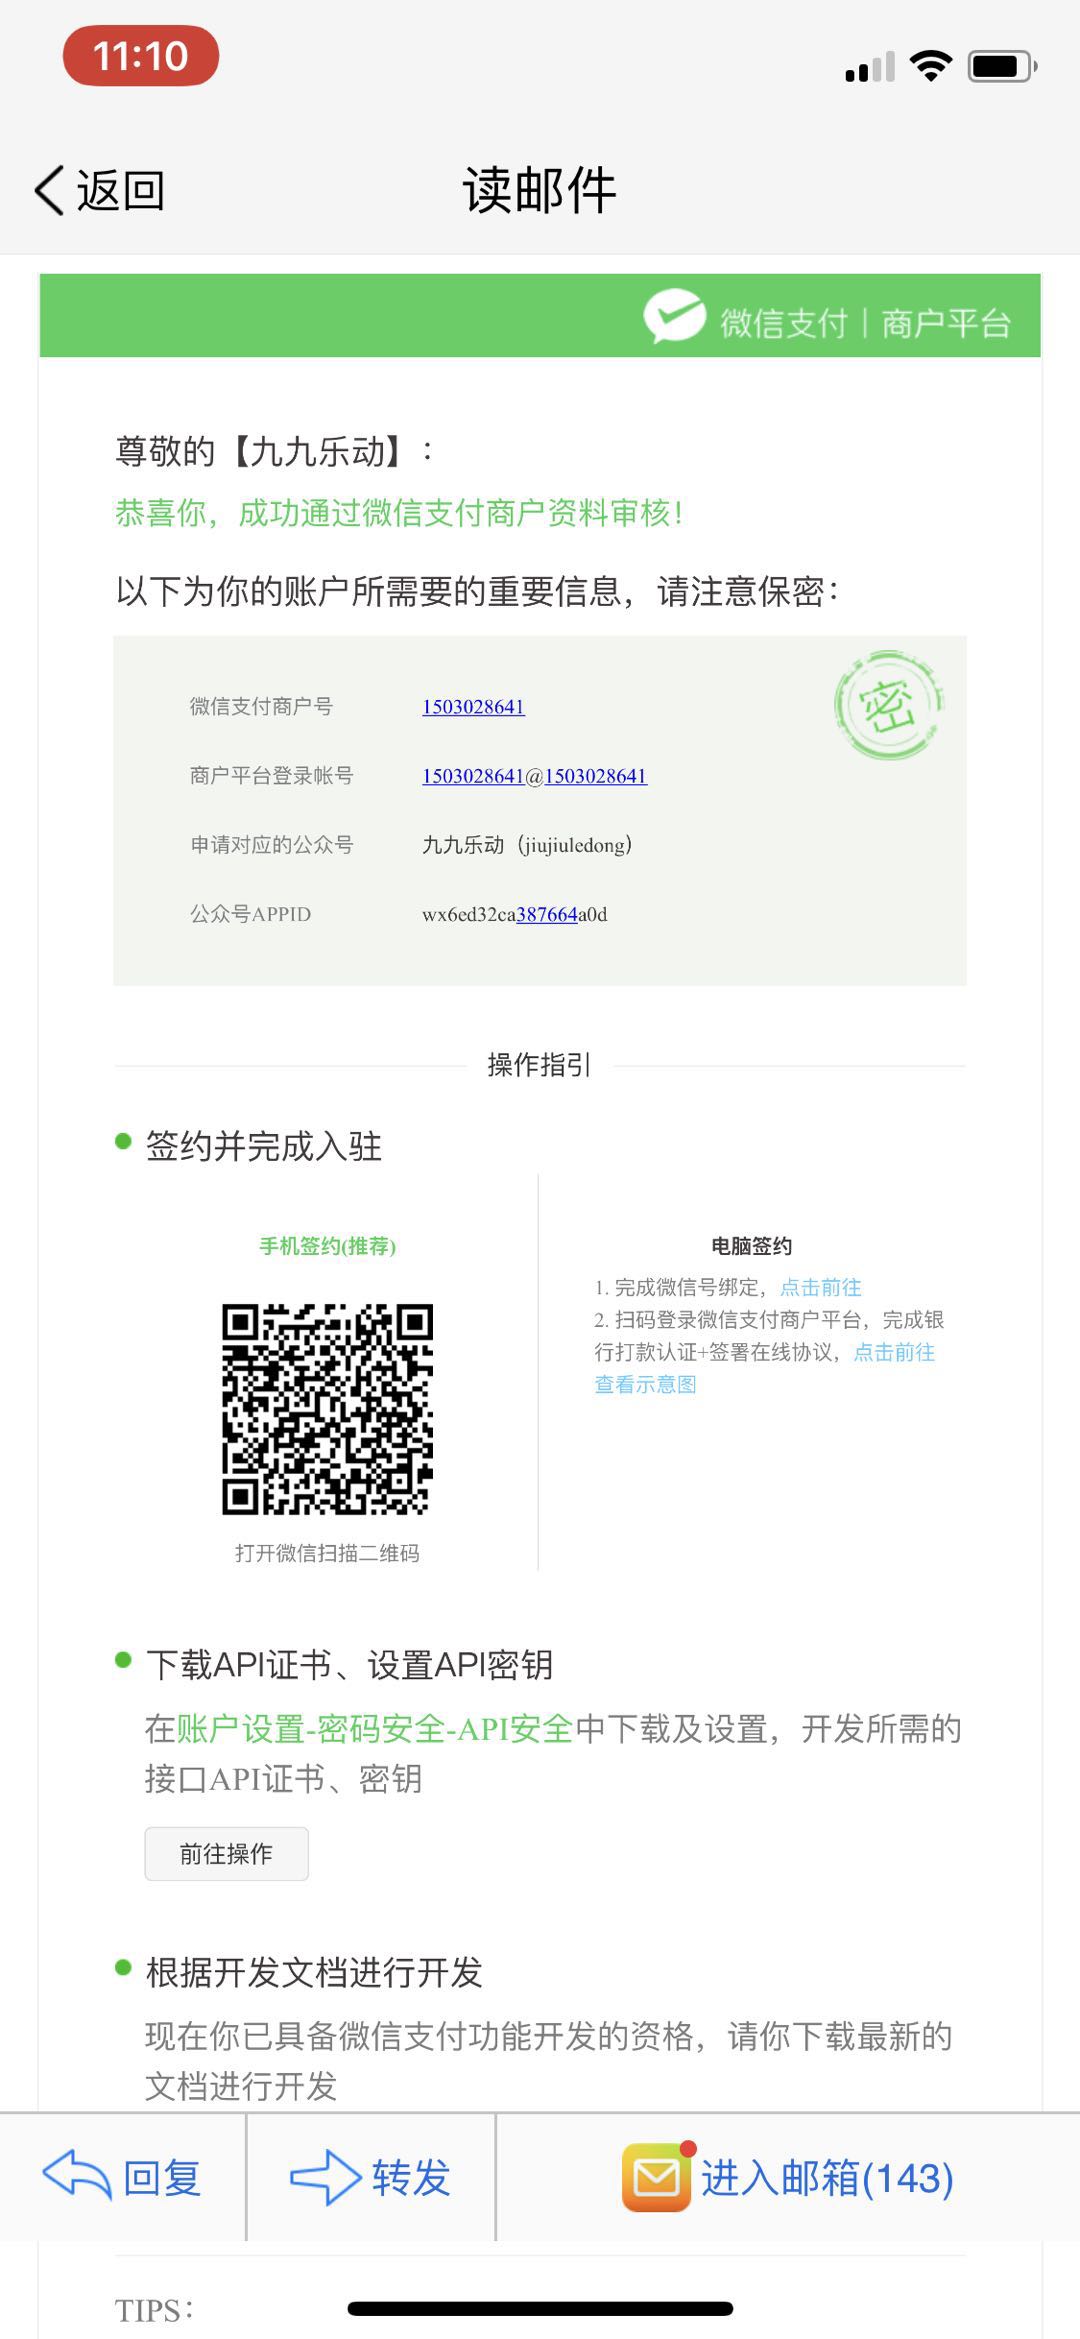 11:10
返回
读邮件
微信支付 | 商户平台
尊敬的【九九乐动】:
恭喜你，成功通过微信支付商户资料审核！
以下为你的账户所需要的重要信息，请注意保密：
密
微信支付商户号 1503028641
商户平台登录帐号 1503028641@1503028641
申请对应的公众号 九九乐动（jiujiuledong）
公众号APPID wx6ed32ca387664a0d
操作指引
签约并完成入驻
手机签约(推荐)
打开微信扫描二维码
电脑签约
1. 完成微信号绑定，点击前往
2. 扫码登录微信支付商户平台，完成银
行打款认证+签署在线协议，点击前往
查看示意图
下载API证书、设置API密钥
在账户设置-密码安全-API安全中下载及设置，开发所需的
接口API证书、密钥
前往操作
根据开发文档进行开发
现在你已具备微信支付功能开发的资格，请你下载最新的
文档进行开发
回复
转发
进入邮箱(143)
TIPS：